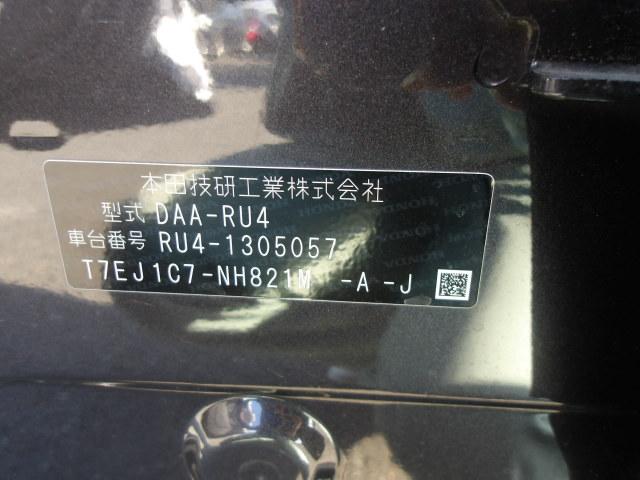 本田技研工業株式会社
型式 DAA-RU4
車台番号 RU4-1305057
T7EJ1C7-NH821M -A -J